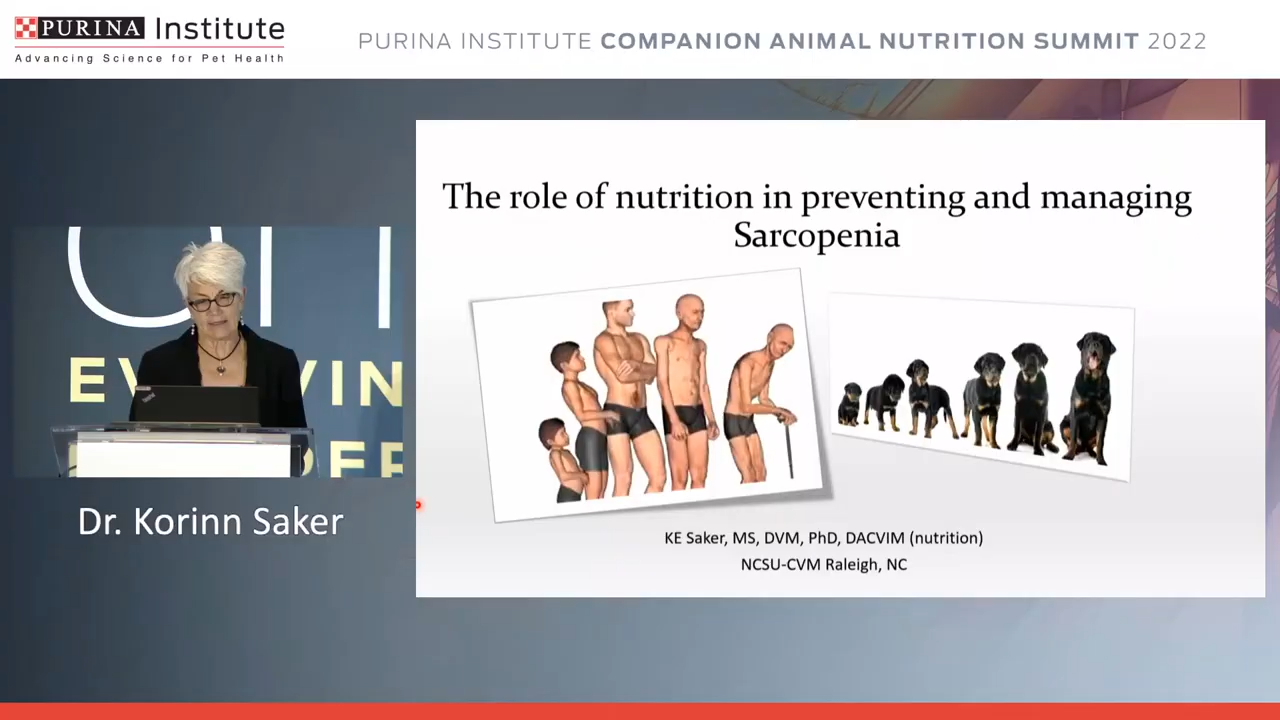 PURINA Institute
Advancing Science for Pet Health
PURINA INSTITUTE COMPANION ANIMAL NUTRITION SUMMIT 2022
The role of nutrition in preventing and managing
Sarcopenia
KE Saker, MS, DVM, PhD, DACVIM (nutrition)
NCSU-CVM Raleigh, NC
Dr. Korinn Saker